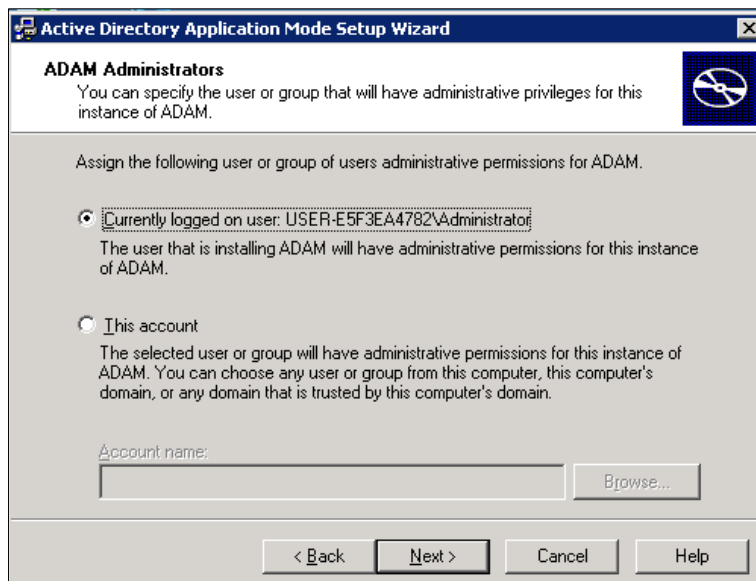 Active Directory Application Mode Setup Wizard
ADAM Administrators
You can specify the user or group that will have administrative privileges for this
instance of ADAM.
Assign the following user or group of users administrative permissions for ADAM.
Currently logged on user: USER-E5F3EA4782\Administrator
The user that is installing ADAM will have administrative permissions for this instance
of ADAM.
This account
The selected user or group will have administrative permissions for this instance of
ADAM. You can choose any user or group from this computer, this computer's
domain, or any domain that is trusted by this computer's domain.
Account name:
Browse...
< Back Next > Cancel Help